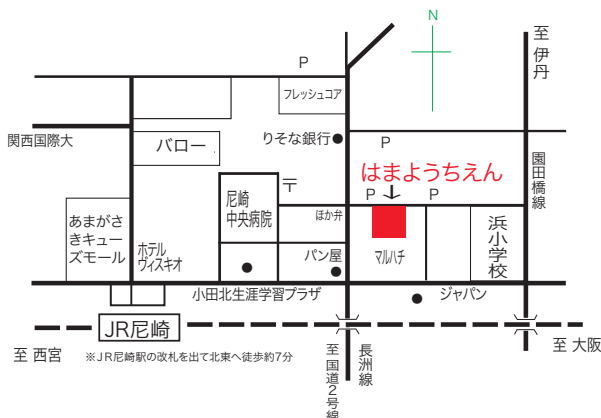 N
至 伊丹
P
フレッシュコア
関西国際大
バロー
りそな銀行
P
はまようちえん
園田橋線
〒
P
P
尼崎
中央病院
ほか弁
あまがさ
きキュー
ズモール
ホテル
ヴィスキオ
パン屋
マルハチ
浜小学校
小田北生涯学習プラザ
ジャパン
JR尼崎
至 西宮
※JR尼崎駅の改札を出て北東へ徒歩約7分
至 国道2号線
長洲線
至 大阪